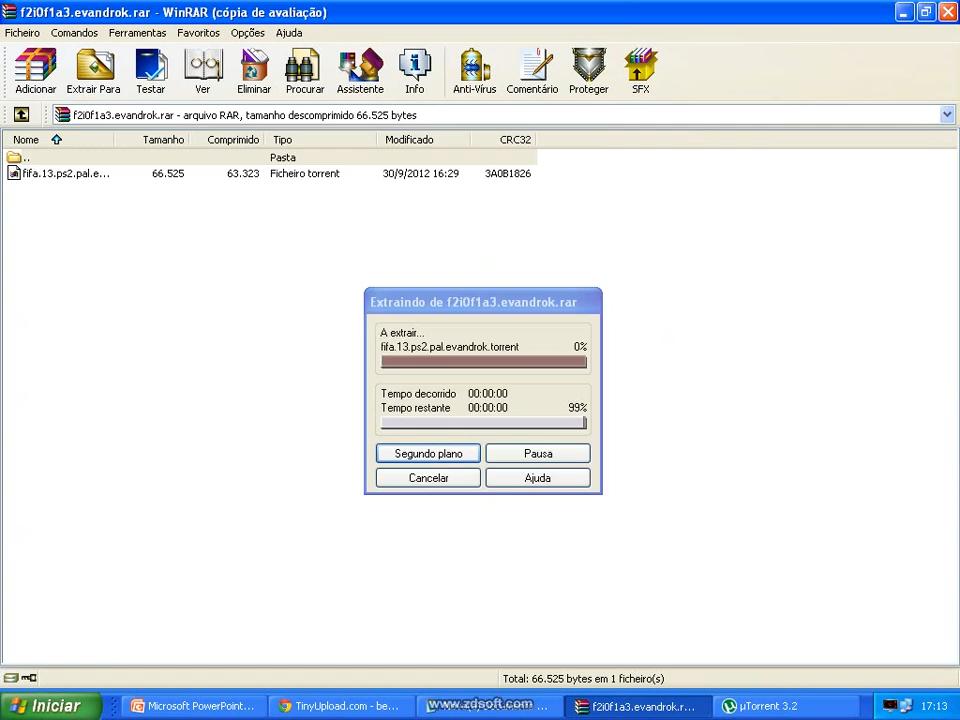 f2i0f1a3.evandrok.rar - WinRAR (cópia de avaliação)
Ficheiro Comandos Ferramentas Favoritos Opções Ajuda
Adicionar Extrair Para Testar Ver Eliminar Procurar Assistente Info Anti-Vírus Comentário Proteger SFX
f2i0f1a3.evandrok.rar - arquivo RAR, tamanho descomprimido 66.525 bytes
Nome Tamanho Comprimido Tipo Modificado CRC32
.. Pasta
fifa.13.ps2.pal.e... 66.525 63.323 Ficheiro torrent 30/9/2012 16:29 3A0B1826
Extraindo de f2i0f1a3.evandrok.rar
A extrair...
fifa.13.ps2.pal.evandrok.torrent 0%
Tempo decorrido 00:00:00
Tempo restante 00:00:00 99%
Segundo plano Pausa
Cancelar Ajuda
Total: 66.525 bytes em 1 ficheiro(s)
Iniciar Microsoft PowerPoint... TinyUpload.com - be... www.zdsoft.com ... f2i0f1a3.evandrok.r... µTorrent 3.2 17:13